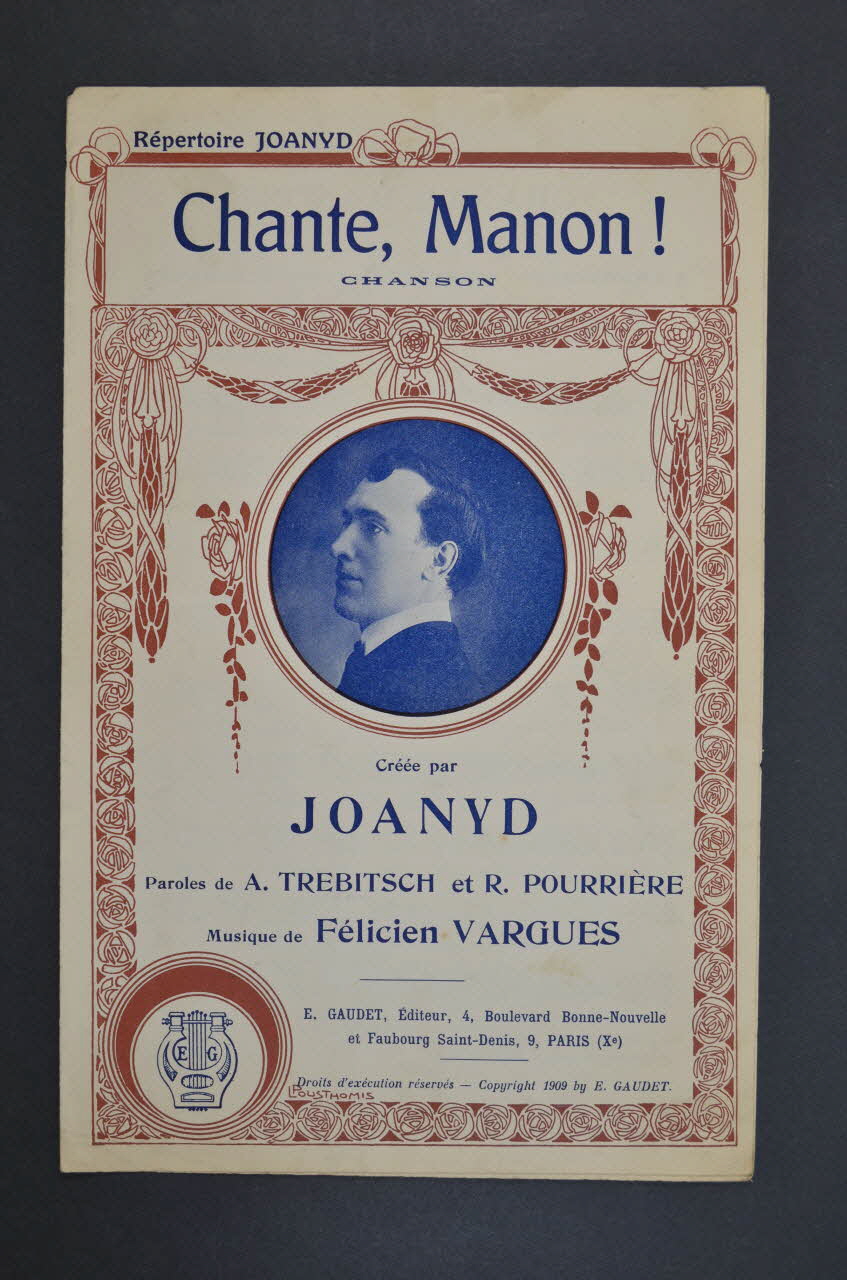 Répertoire JOANYD
Chante, Manon !
CHANSON
Créée par
JOANYD
Paroles de A. TREBITSCH et R. POURRIÈRE
Musique de Félicien VARGUES
E. GAUDET, Éditeur, 4, Boulevard Bonne-Nouvelle
et Faubourg Saint-Denis, 9, PARIS (Xe)
Droits d'exécution réservés — Copyright 1909 by E. GAUDET.
E G
POUSTHOMIS